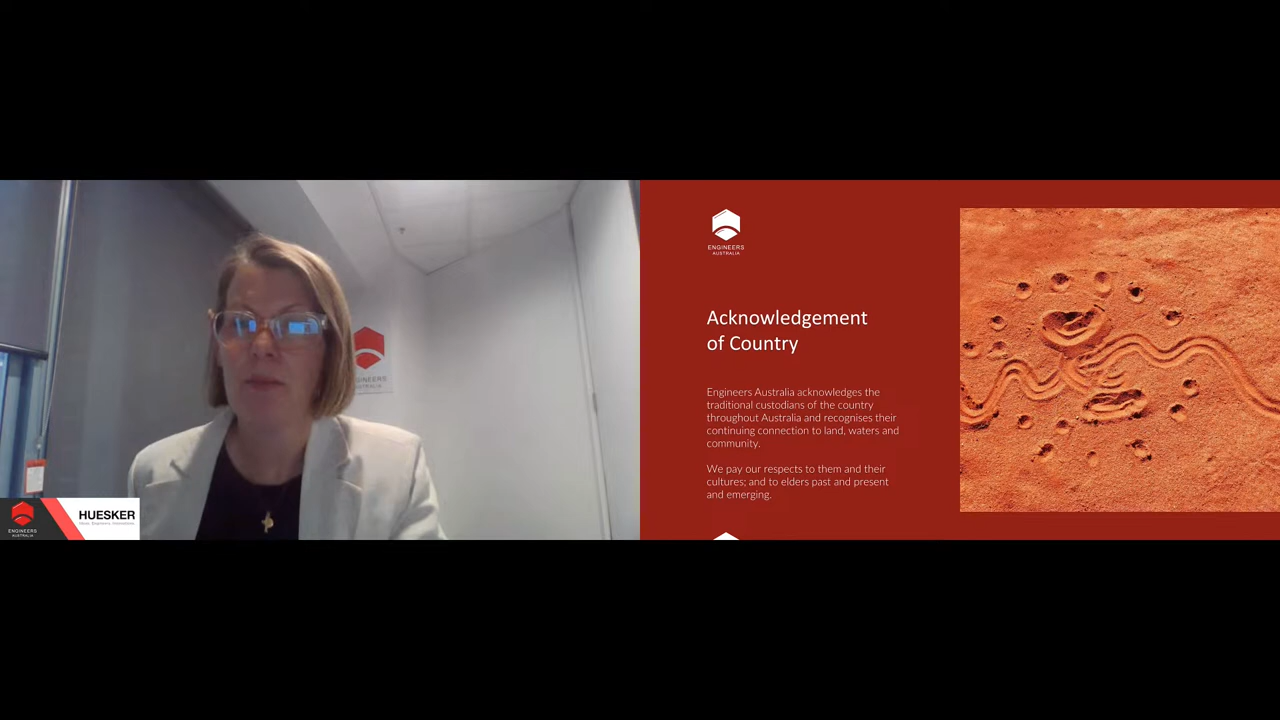 ENGINEERS
AUSTRALIA
HUESKER
ENGINEERS
AUSTRALIA
Acknowledgement
of Country
Engineers Australia acknowledges the
traditional custodians of the country
throughout Australia and recognises their
continuing connection to land, waters and
community.
We pay our respects to them and their
cultures; and to elders past and present
and emerging.